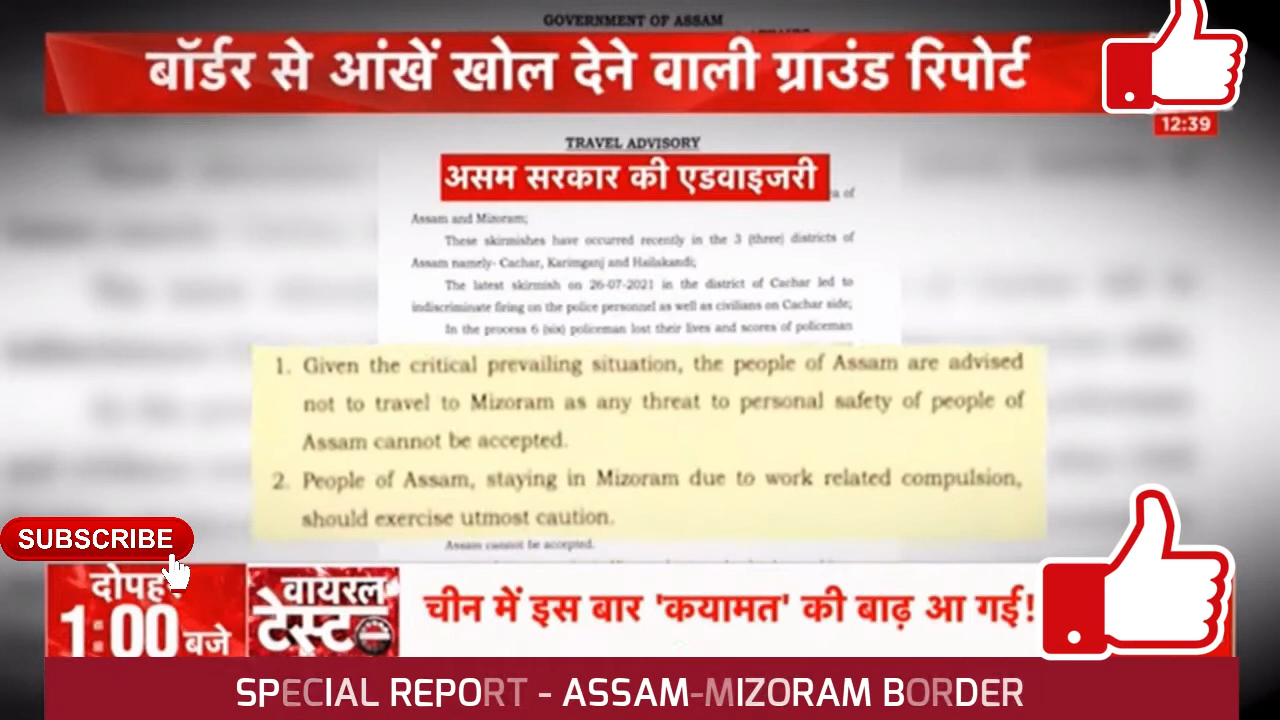 GOVERNMENT OF ASSAM
बॉर्डर से आंखें खोल देने वाली ग्राउंड रिपोर्ट
12:39
TRAVEL ADVISORY
असम सरकार की एडवाइजरी
of
Assam and Mizoram;
These skirmishes have occurred recently in the 3 (three) districts of
Assam namely- Cachar, Karimganj and Hailakandi;
The latest skirmish on 26-07-2021 in the district of Cachar led to
indiscriminate firing on the police personnel as well as civilians on Cachar side;
In the process 6 (six) policeman lost their lives and scores of policeman
1. Given the critical prevailing situation, the people of Assam are advised
not to travel to Mizoram as any threat to personal safety of people of
Assam cannot be accepted.
2. People of Assam, staying in Mizoram due to work related compulsion,
should exercise utmost caution.
Assam cannot be accepted.
SUBSCRIBE
दोपहर
1:00 बजे
वायरल
टेस्ट
चीन में इस बार 'कयामत' की बाढ़ आ गई!
SPECIAL REPORT - ASSAM-MIZORAM BORDER